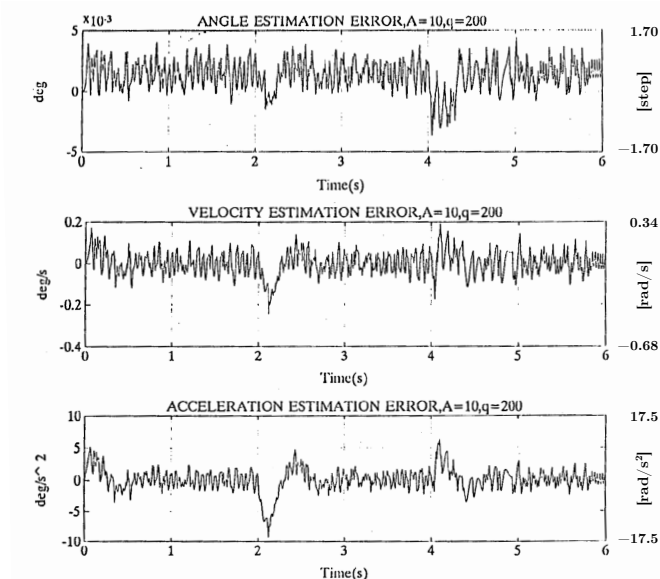 x10-3 ANGLE ESTIMATION ERROR,A=10,q=200
5 1.70
deg [step]
0
-5 −1.70
0 1 2 3 4 5 6
Time(s)
VELOCITY ESTIMATION ERROR,A=10,q=200
0.2 0.34
0
deg/s [rad/s]
-0.2
-0.4 −0.68
0 1 2 3 4 5 6
Time(s)
ACCELERATION ESTIMATION ERROR,A=10,q=200
10 17.5
5
deg/s^ 2 [rad/s²]
0
-5
-10 −17.5
0 1 2 3 4 5 6
Time(s)